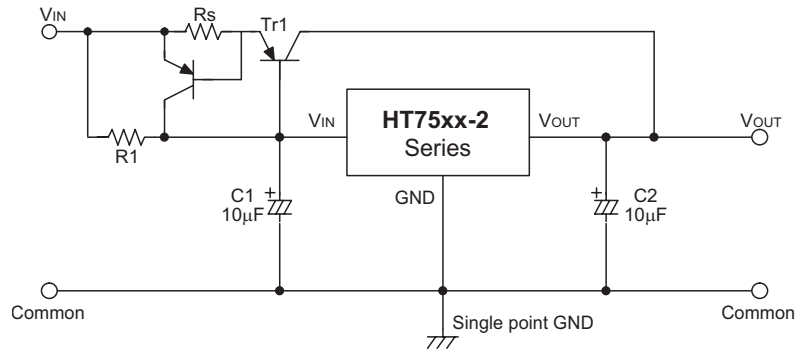 VIN
Rs
Tr1
R1
VIN
HT75xx-2
Series
VOUT
VOUT
GND
C1
10μF
C2
10μF
Common
Single point GND
Common